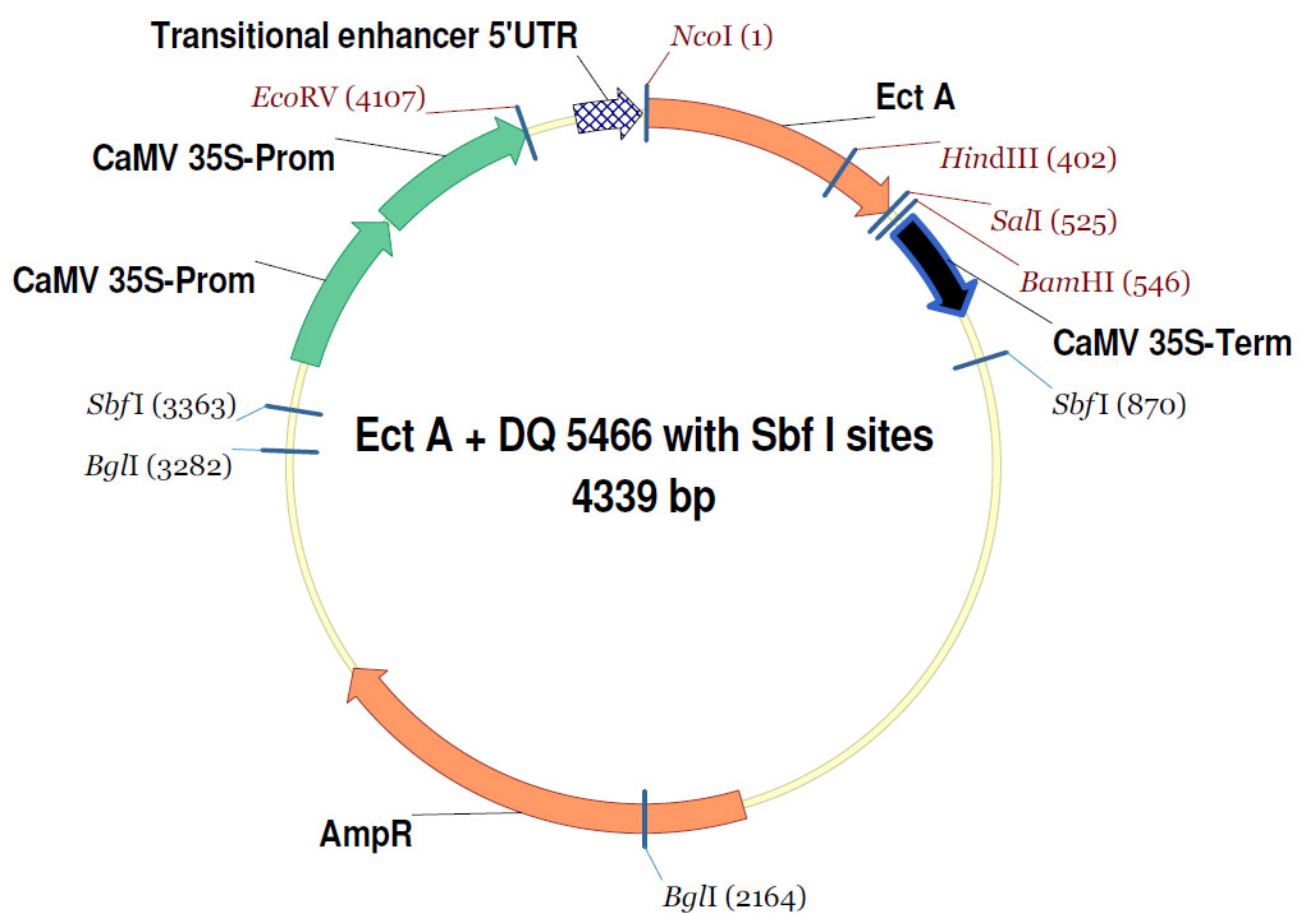 Transitional enhancer 5'UTR
NcoI (1)
EcoRV (4107)
Ect A
CaMV 35S-Prom
HindIII (402)
SalI (525)
CaMV 35S-Prom
BamHI (546)
CaMV 35S-Term
SbfI (3363)
SbfI (870)
Ect A + DQ 5466 with Sbf I sites
BglI (3282)
4339 bp
AmpR
BglI (2164)